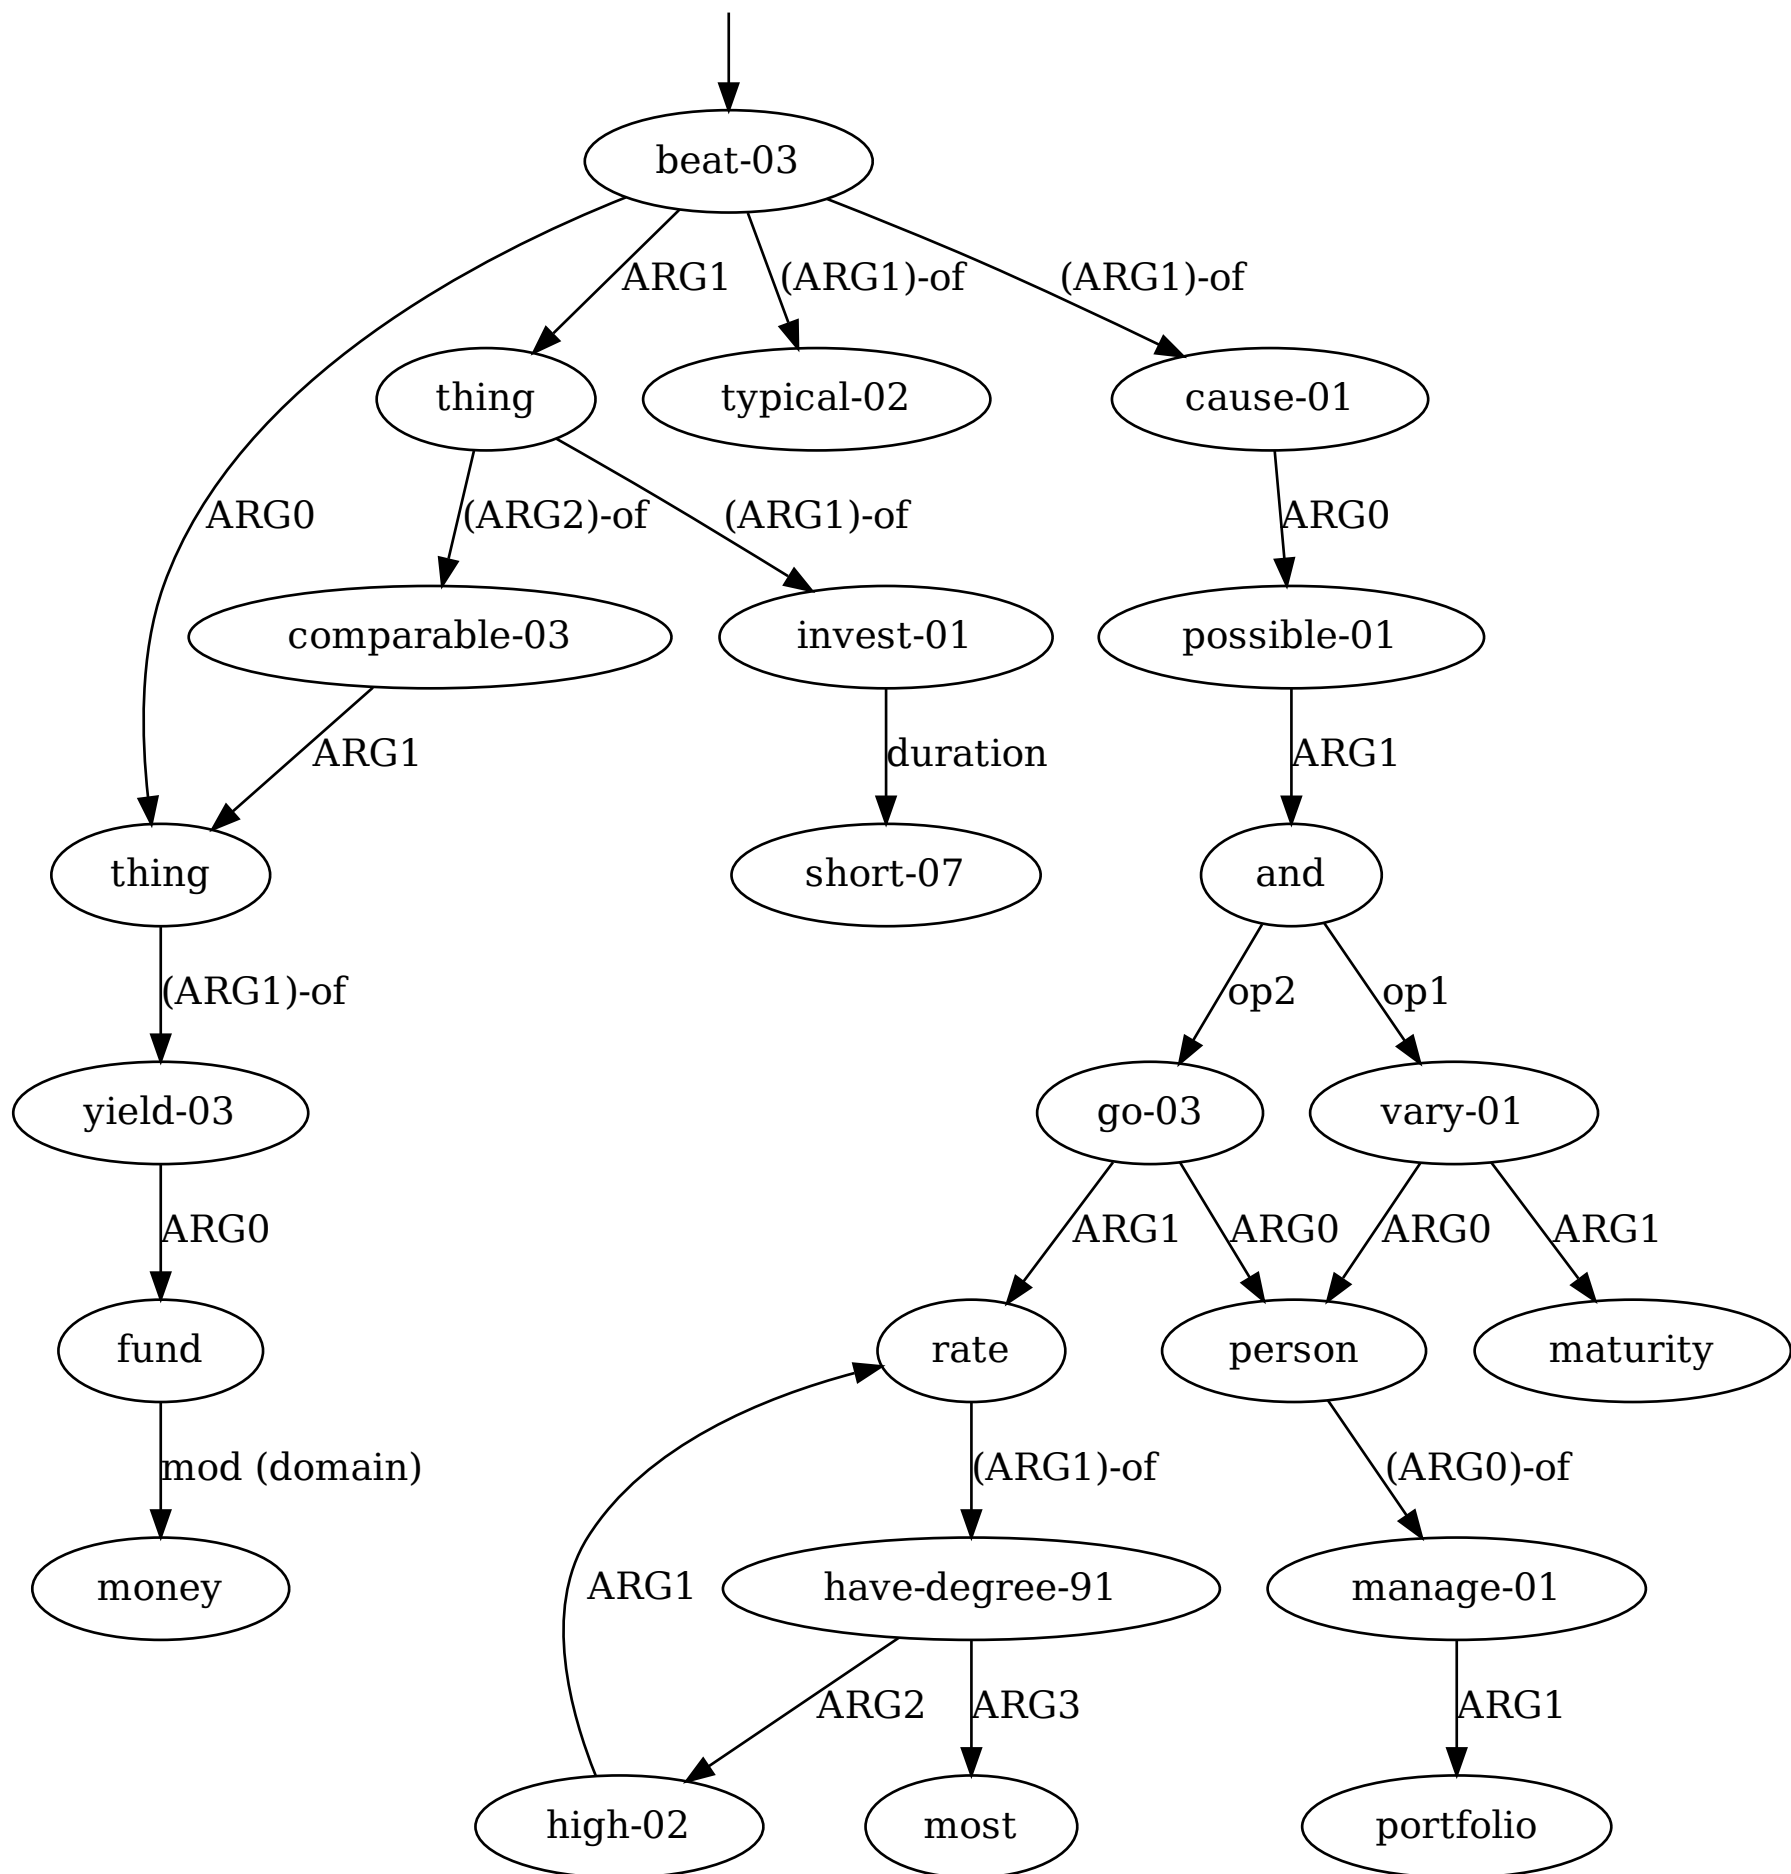 beat-03
ARG1
(ARG1)-of
(ARG1)-of
thing
typical-02
cause-01
ARG0
(ARG2)-of
(ARG1)-of
ARG0
comparable-03
invest-01
possible-01
ARG1
duration
ARG1
thing
short-07
and
(ARG1)-of
op2
op1
yield-03
go-03
vary-01
ARG0
ARG1
ARG0
ARG0
ARG1
fund
rate
person
maturity
mod (domain)
(ARG1)-of
(ARG0)-of
money
ARG1
have-degree-91
manage-01
ARG2
ARG3
ARG1
high-02
most
portfolio